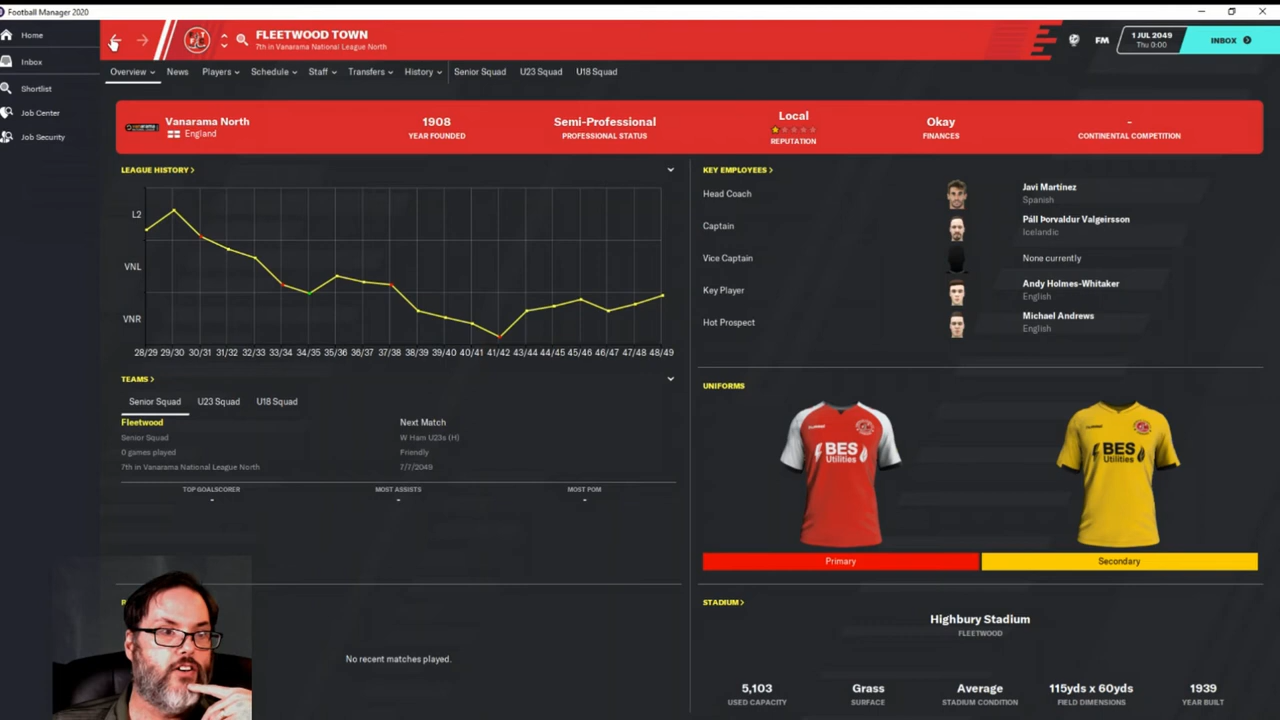 Football Manager 2020
Home
Inbox
Shortlist
Job Center
Job Security
FLEETWOOD TOWN
7th in Vanarama National League North
FM
1 JUL 2049
Thu 0:00
INBOX
Overview
News
Players
Schedule
Staff
Transfers
History
Senior Squad
U23 Squad
U18 Squad
Vanarama North
England
1908
YEAR FOUNDED
Semi-Professional
PROFESSIONAL STATUS
Local
REPUTATION
Okay
FINANCES
-
CONTINENTAL COMPETITION
LEAGUE HISTORY >
L2
VNL
VNR
28/29 29/30 30/31 31/32 32/33 33/34 34/35 35/36 36/37 37/38 38/39 39/40 40/41 41/42 43/44 44/45 45/46 46/47 47/48 48/49
TEAMS >
Senior Squad U23 Squad U18 Squad
Fleetwood
Senior Squad
0 games played
7th in Vanarama National League North
Next Match
W Ham U23s (H)
Friendly
7/7/2049
TOP GOALSCORER
-
MOST ASSISTS
-
MOST POM
-
No recent matches played.
KEY EMPLOYEES >
Head Coach
Javi Martínez
Spanish
Captain
Páll Þorvaldur Valgeirsson
Icelandic
Vice Captain
None currently
Key Player
Andy Holmes-Whitaker
English
Hot Prospect
Michael Andrews
English
UNIFORMS
BES
Utilities
BES
Utilities
Primary
Secondary
STADIUM >
Highbury Stadium
FLEETWOOD
5,103
USED CAPACITY
Grass
SURFACE
Average
STADIUM CONDITION
115yds x 60yds
FIELD DIMENSIONS
1939
YEAR BUILT